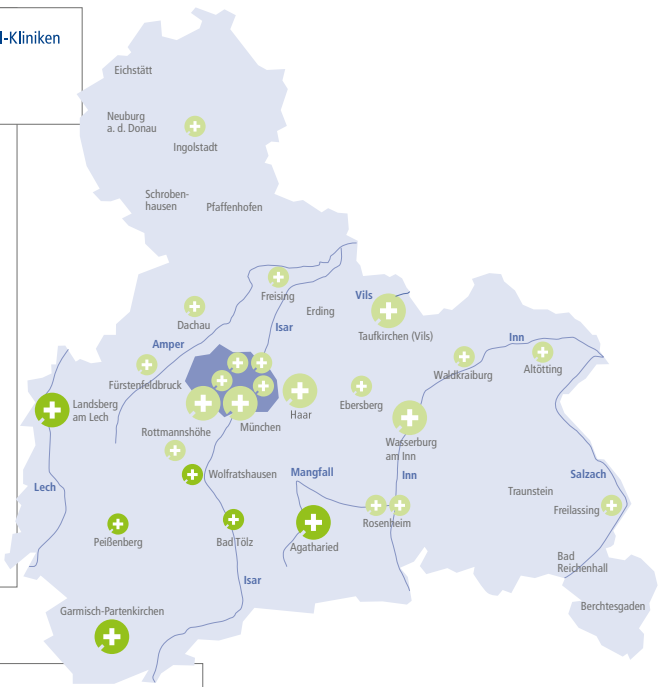 l-Kliniken
Eichstätt
Neuburg
a. d. Donau
Ingolstadt
Schroben-
hausen
Pfaffenhofen
Freising
Erding
Vils
Dachau
Isar
Taufkirchen (Vils)
Amper
Inn
Fürstenfeldbruck
Waldkraiburg
Altötting
Landsberg
am Lech
Ebersberg
Haar
München
Rottmannshöhe
Wasserburg
am Inn
Wolfratshausen
Mangfall
Inn
Salzach
Lech
Traunstein
Freilassing
Rosenheim
Peißenberg
Bad Tölz
Agatharied
Bad
Reichenhall
Isar
Garmisch-Partenkirchen
Berchtesgaden